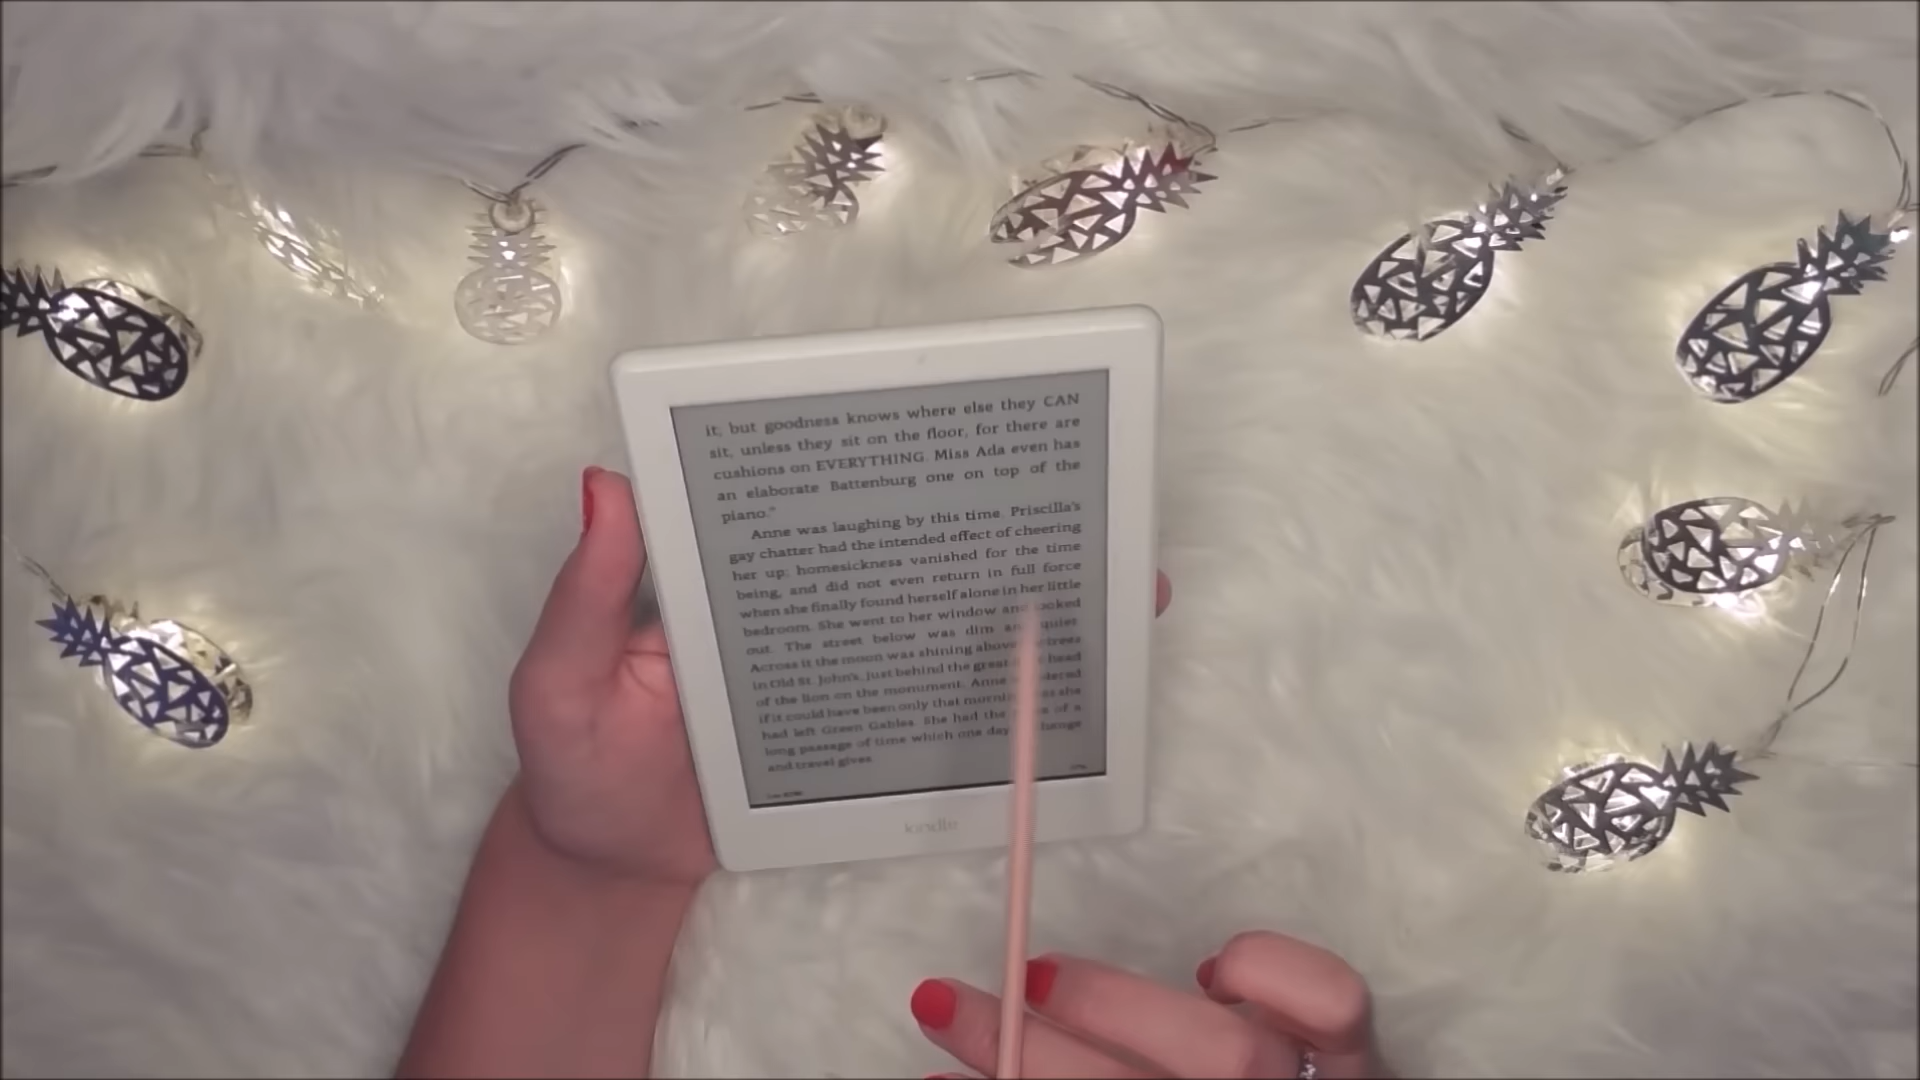 it; but goodness knows where else they CAN
sit, unless they sit on the floor, for there are
cushions on EVERYTHING. Miss Ada even has
an elaborate Battenburg one on top of the
piano."
Anne was laughing by this time. Priscilla's
gay chatter had the intended effect of cheering
her up; homesickness vanished for the time
being, and did not even return in full force
when she finally found herself alone in her little
bedroom. She went to her window and looked
out. The street below was dim and quiet.
Across it the moon was shining above trees
in Old St. John's, just behind the great head
of the lion on the monument. Anne
if it could have been only that morning she
had left Green Gables. She had the of a
long passage of time which one day change
and travel gives.
kindle